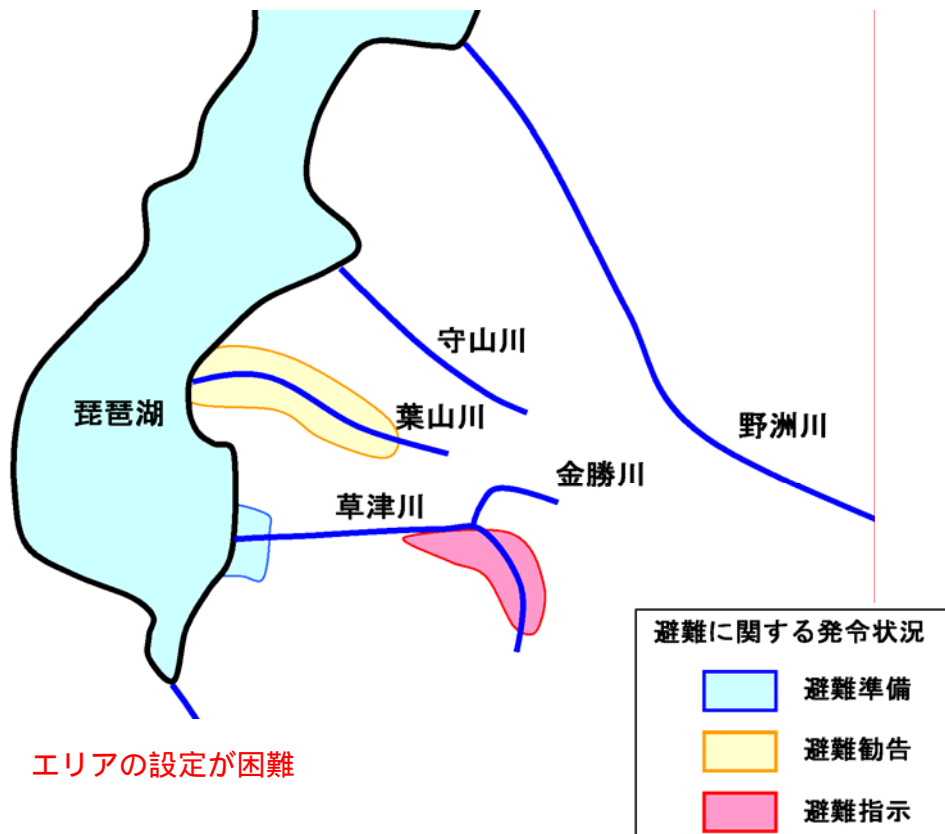 守山川
琵琶湖
葉山川
野洲川
金勝川
草津川
避難に関する発令状況
避難準備
避難勧告
避難指示
エリアの設定が困難